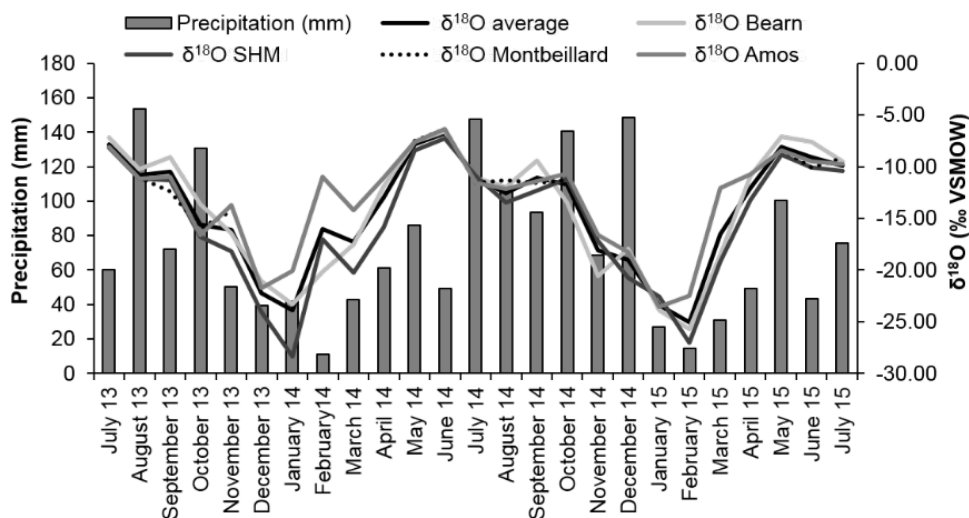 Precipitation (mm) δ18O average δ18O Bearn
δ18O SHM δ18O Montbeillard δ18O Amos
180
160
140
120
100
80
60
40
20
0
Precipitation (mm)
0.00
-5.00
-10.00
-15.00
-20.00
-25.00
-30.00
δ18O (‰ VSMOW)
July 13
August 13
September 13
October 13
November 13
December 13
January 14
February 14
March 14
April 14
May 14
June 14
July 14
August 14
September 14
October 14
November 14
December 14
January 15
February 15
March 15
April 15
May 15
June 15
July 15